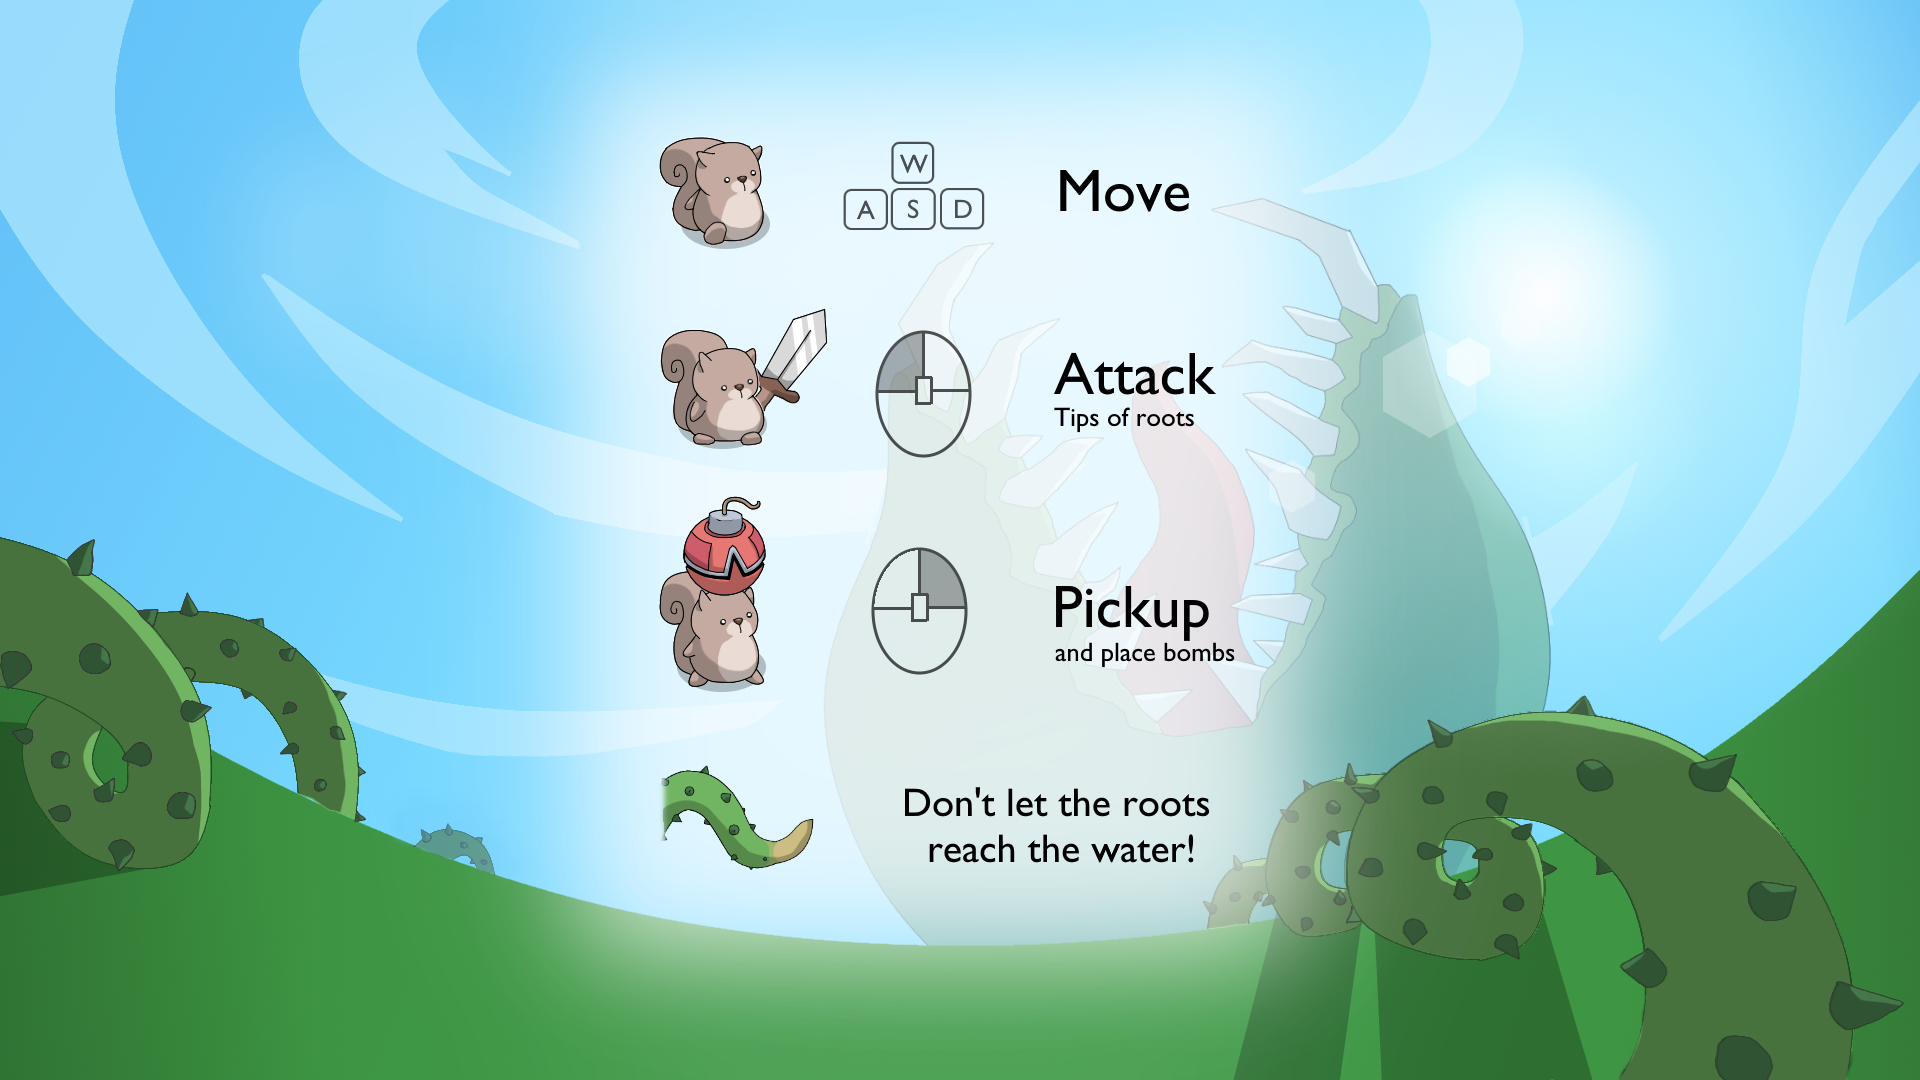 W
A S D
Move
Attack
Tips of roots
Pickup
and place bombs
Don't let the roots
reach the water!